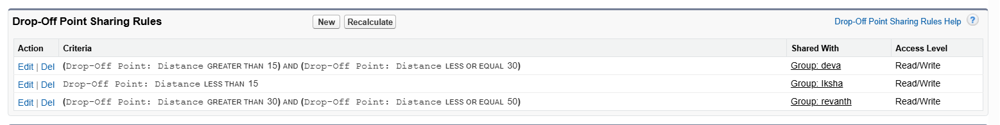 Drop-Off Point Sharing Rules New Recalculate Drop-Off Point Sharing Rules Help ?
Action Criteria Shared With Access Level
Edit | Del (Drop-Off Point: Distance GREATER THAN 15) AND (Drop-Off Point: Distance LESS OR EQUAL 30) Group: deva Read/Write
Edit | Del Drop-Off Point: Distance LESS THAN 15 Group: Iksha Read/Write
Edit | Del (Drop-Off Point: Distance GREATER THAN 30) AND (Drop-Off Point: Distance LESS OR EQUAL 50) Group: revanth Read/Write